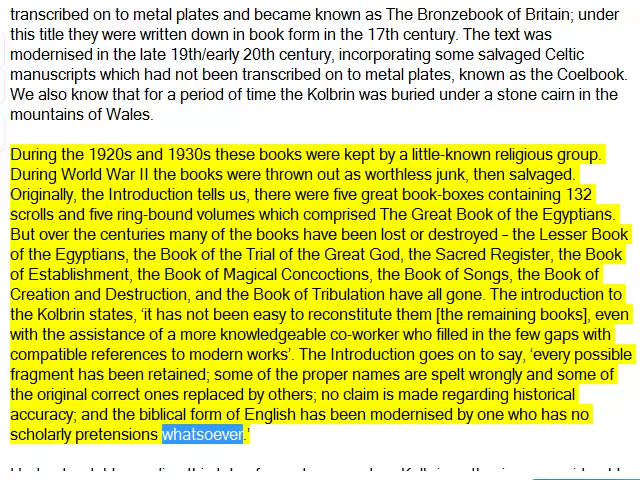 transcribed on to metal plates and became known as The Bronzebook of Britain; under
this title they were written down in book form in the 17th century. The text was
modernised in the late 19th/early 20th century, incorporating some salvaged Celtic
manuscripts which had not been transcribed on to metal plates, known as the Coelbook.
We also know that for a period of time the Kolbrin was buried under a stone cairn in the
mountains of Wales.
During the 1920s and 1930s these books were kept by a little-known religious group.
During World War II the books were thrown out as worthless junk, then salvaged.
Originally, the Introduction tells us, there were five great book-boxes containing 132
scrolls and five ring-bound volumes which comprised The Great Book of the Egyptians.
But over the centuries many of the books have been lost or destroyed – the Lesser Book
of the Egyptians, the Book of the Trial of the Great God, the Sacred Register, the Book
of Establishment, the Book of Magical Concoctions, the Book of Songs, the Book of
Creation and Destruction, and the Book of Tribulation have all gone. The introduction to
the Kolbrin states, ‘it has not been easy to reconstitute them [the remaining books], even
with the assistance of a more knowledgeable co-worker who filled in the few gaps with
compatible references to modern works’. The Introduction goes on to say, ‘every possible
fragment has been retained; some of the proper names are spelt wrongly and some of
the original correct ones replaced by others; no claim is made regarding historical
accuracy; and the biblical form of English has been modernised by one who has no
scholarly pretensions whatsoever.’